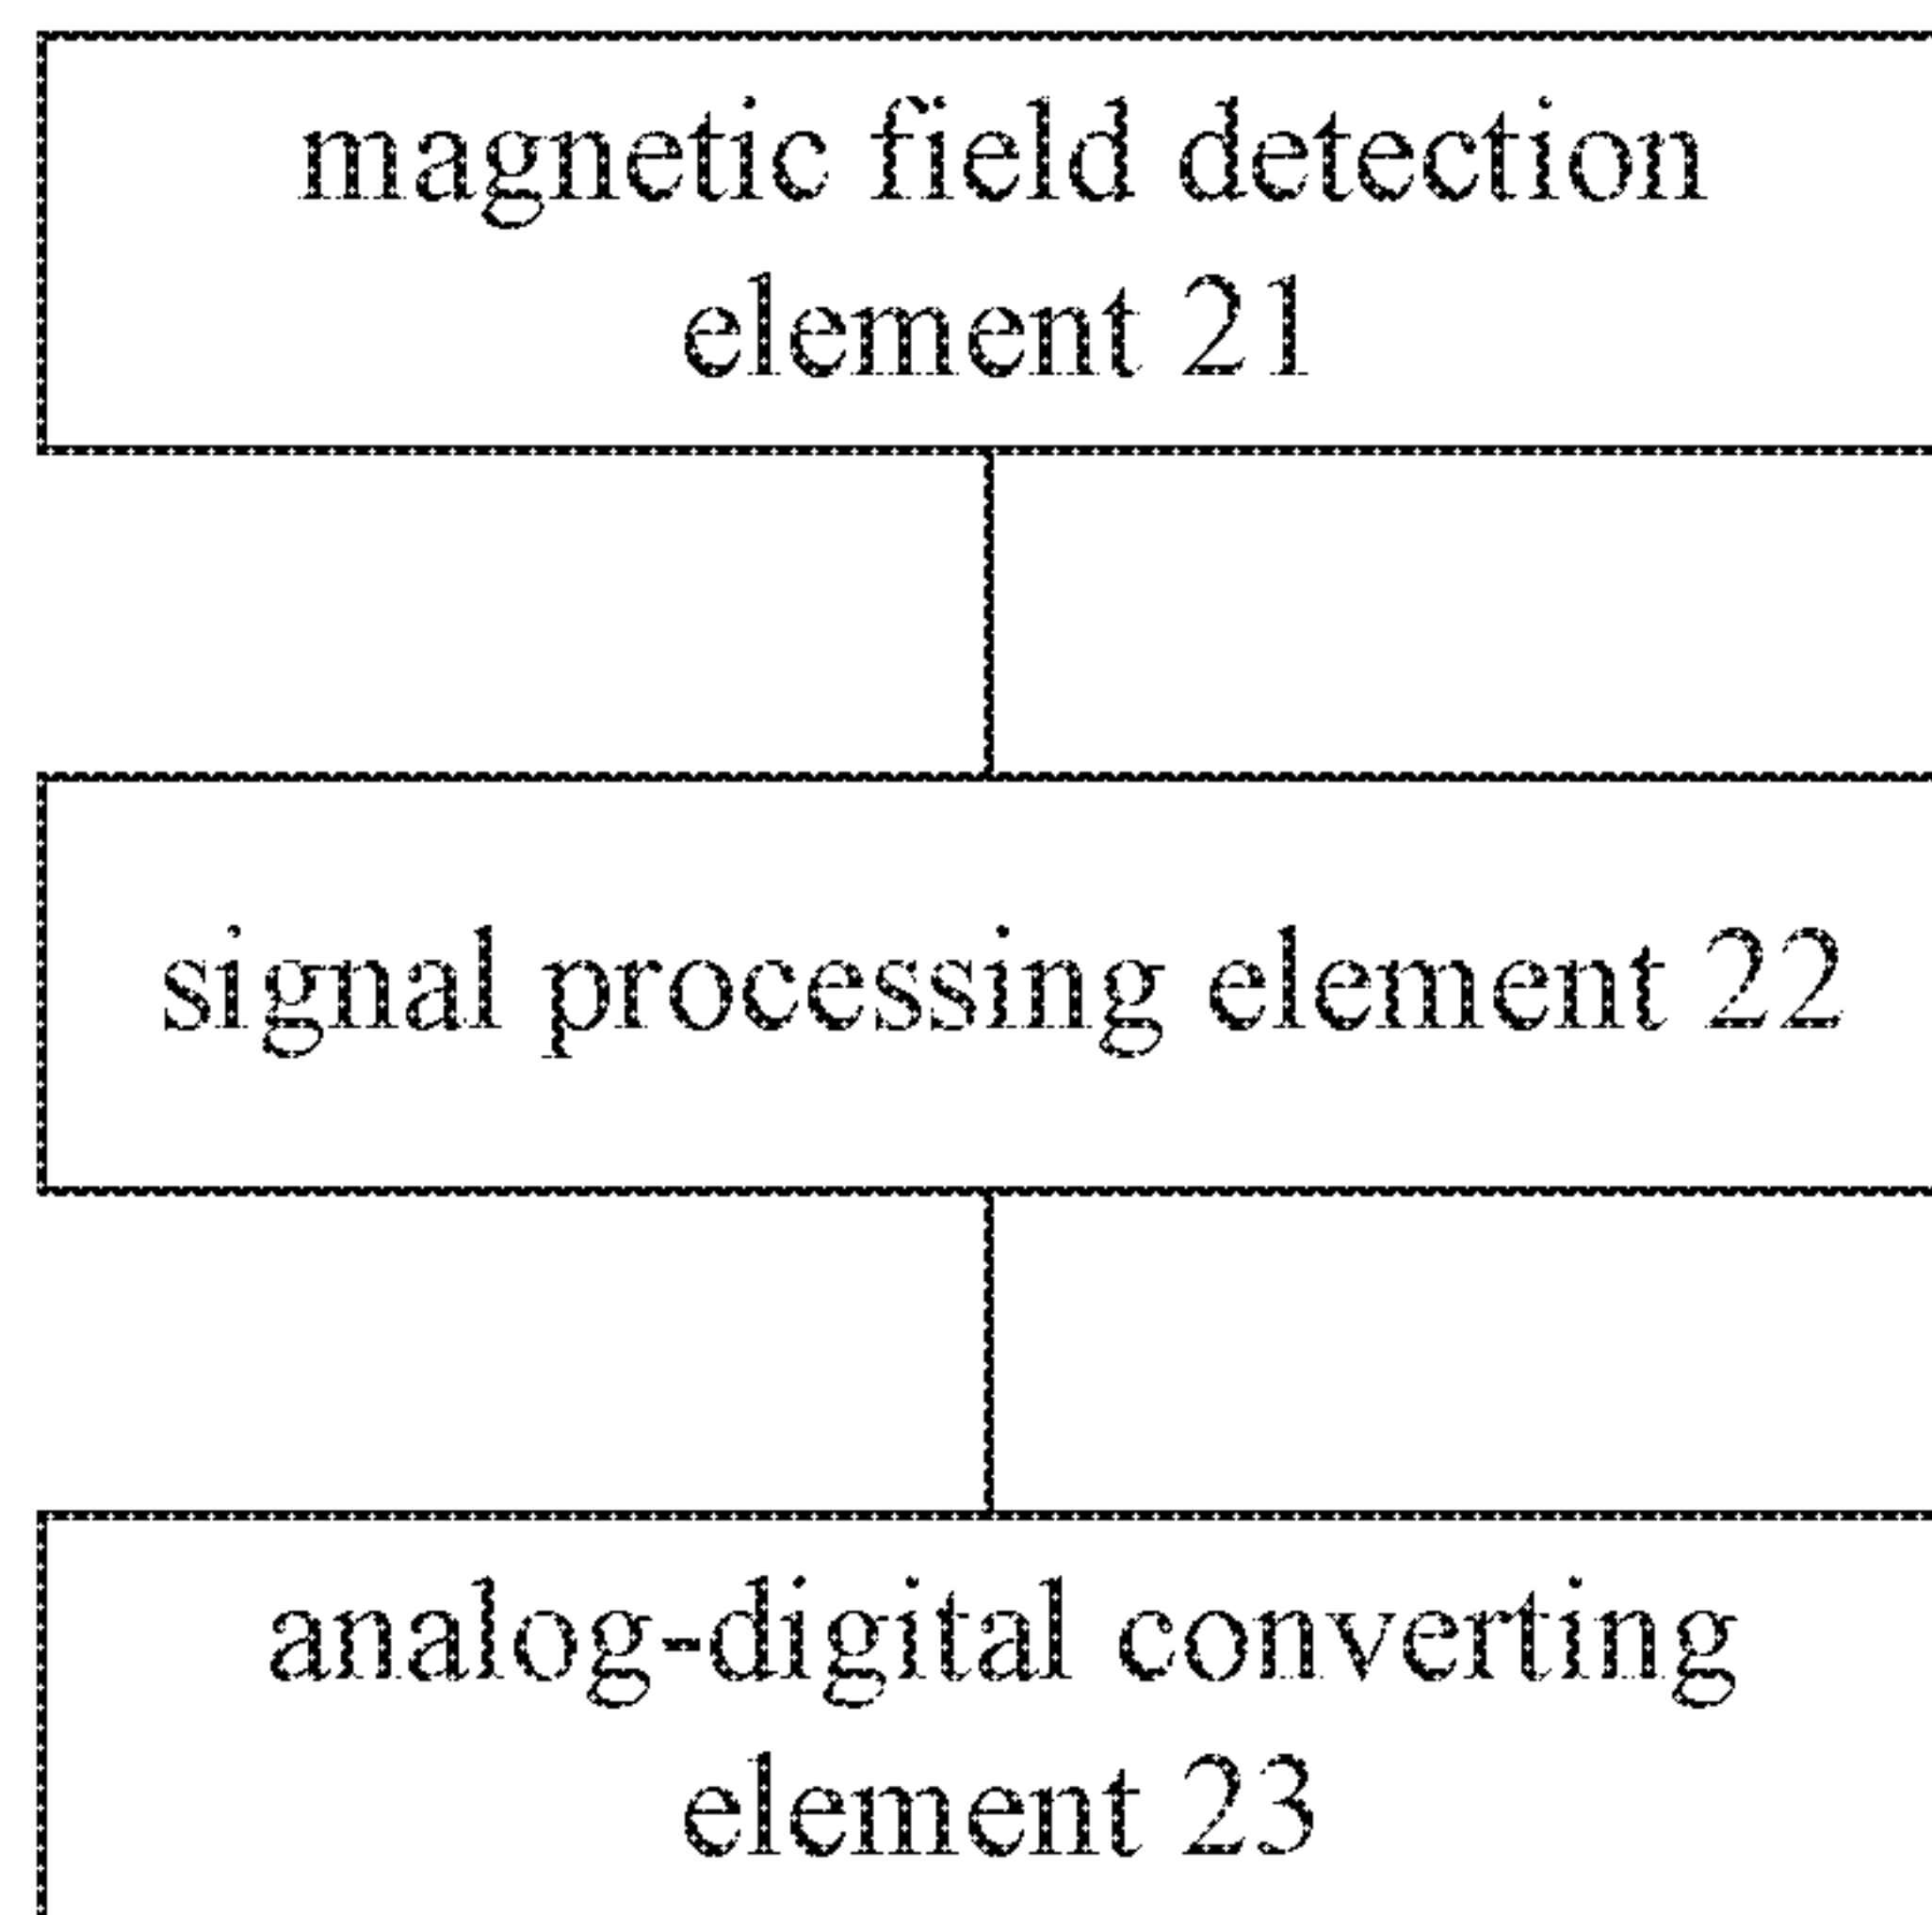 magnetic field detection
element 21
signal processing element 22
analog-digital converting
element 23